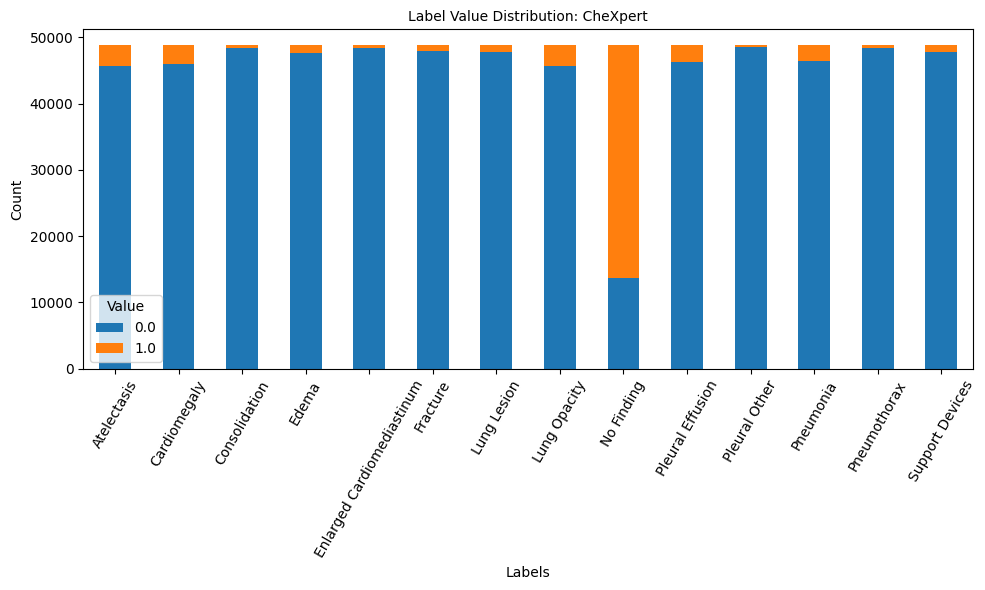 Label Value Distribution: CheXpert
50000
40000
30000
20000
10000
0
Count
Value
0.0
1.0
Atelectasis
Cardiomegaly
Consolidation
Edema
Enlarged Cardiomediastinum
Fracture
Lung Lesion
Lung Opacity
No Finding
Pleural Effusion
Pleural Other
Pneumonia
Pneumothorax
Support Devices
Labels